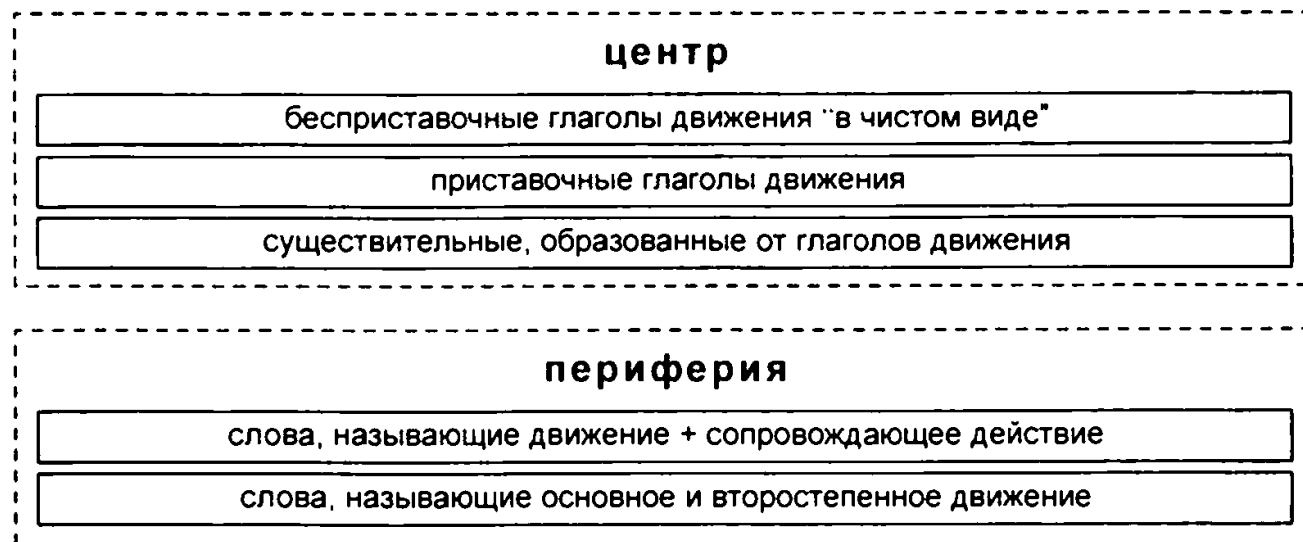 центр
бесприставочные глаголы движения "в чистом виде"
приставочные глаголы движения
существительные, образованные от глаголов движения
периферия
слова, называющие движение + сопровождающее действие
слова, называющие основное и второстепенное движение